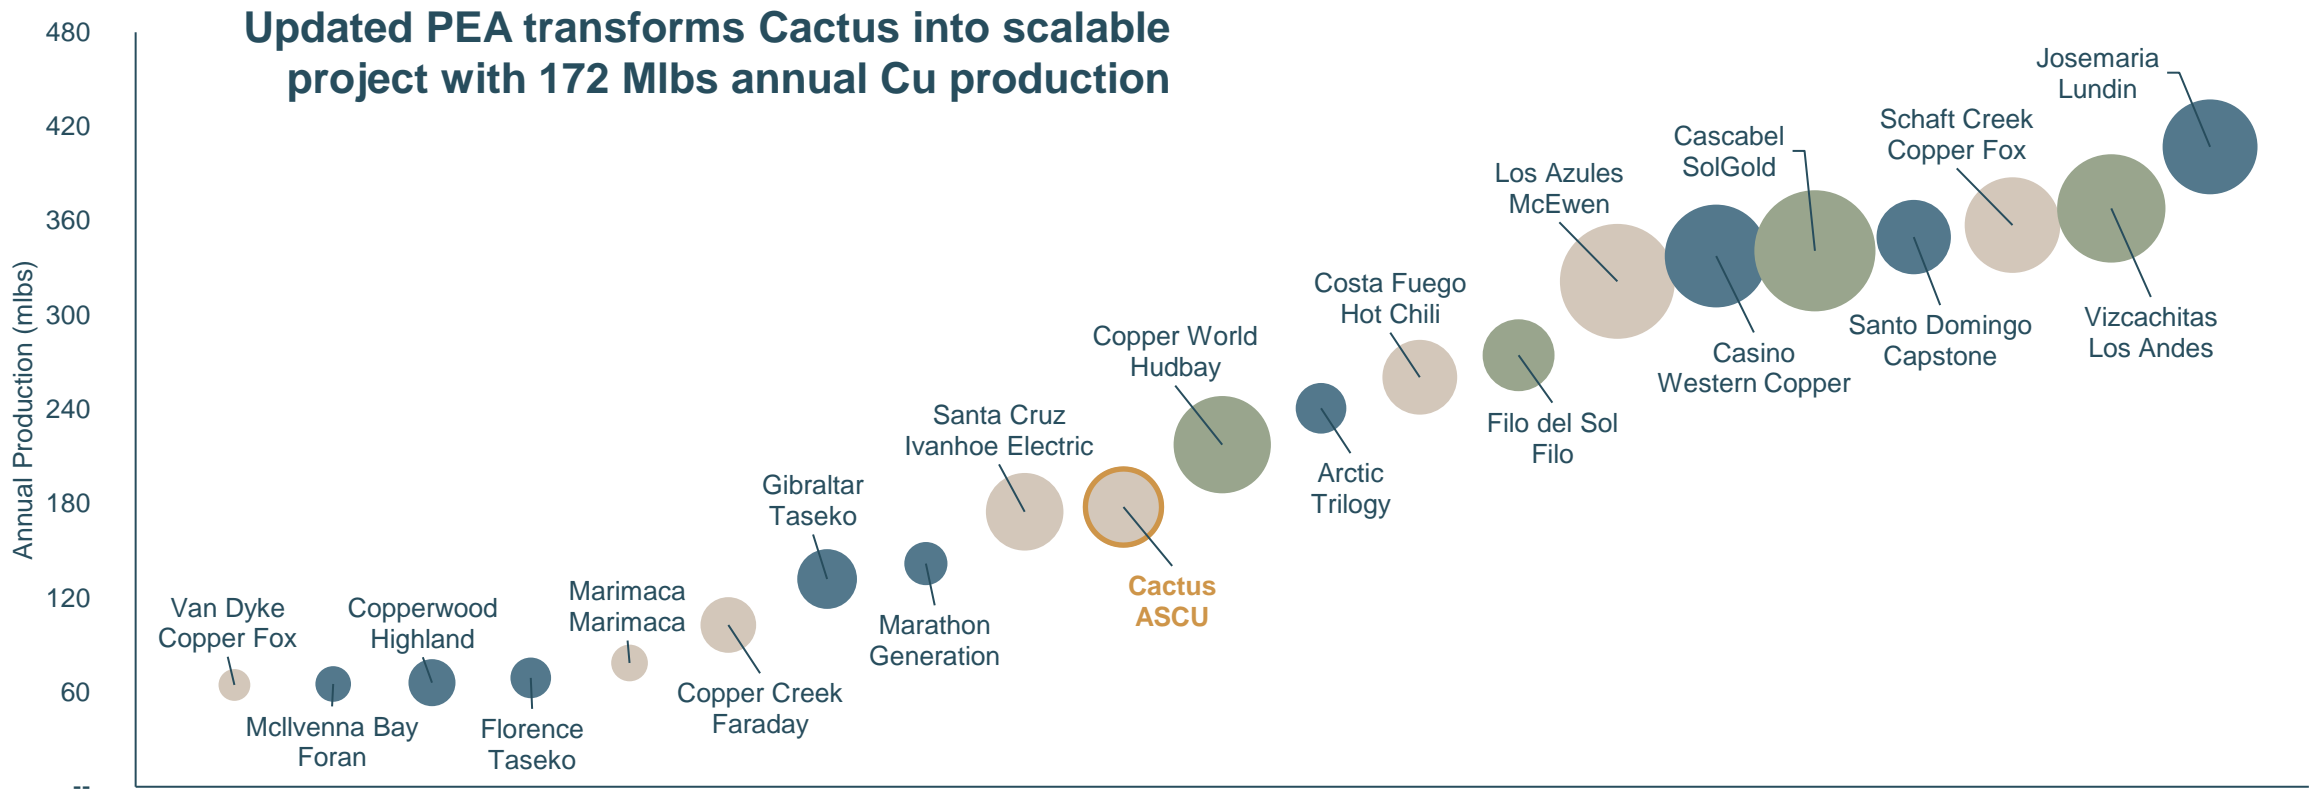 Updated PEA transforms Cactus into scalable
project with 172 Mlbs annual Cu production
Annual Production (mlbs)
480
420
360
300
240
180
120
60
--
Van Dyke
Copper Fox
McIlvenna Bay
Foran
Copperwood
Highland
Florence
Taseko
Marimaca
Marimaca
Copper Creek
Faraday
Gibraltar
Taseko
Marathon
Generation
Santa Cruz
Ivanhoe Electric
Cactus
ASCU
Copper World
Hudbay
Arctic
Trilogy
Costa Fuego
Hot Chili
Filo del Sol
Filo
Los Azules
McEwen
Casino
Western Copper
Cascabel
SolGold
Santo Domingo
Capstone
Schaft Creek
Copper Fox
Vizcachitas
Los Andes
Josemaria
Lundin